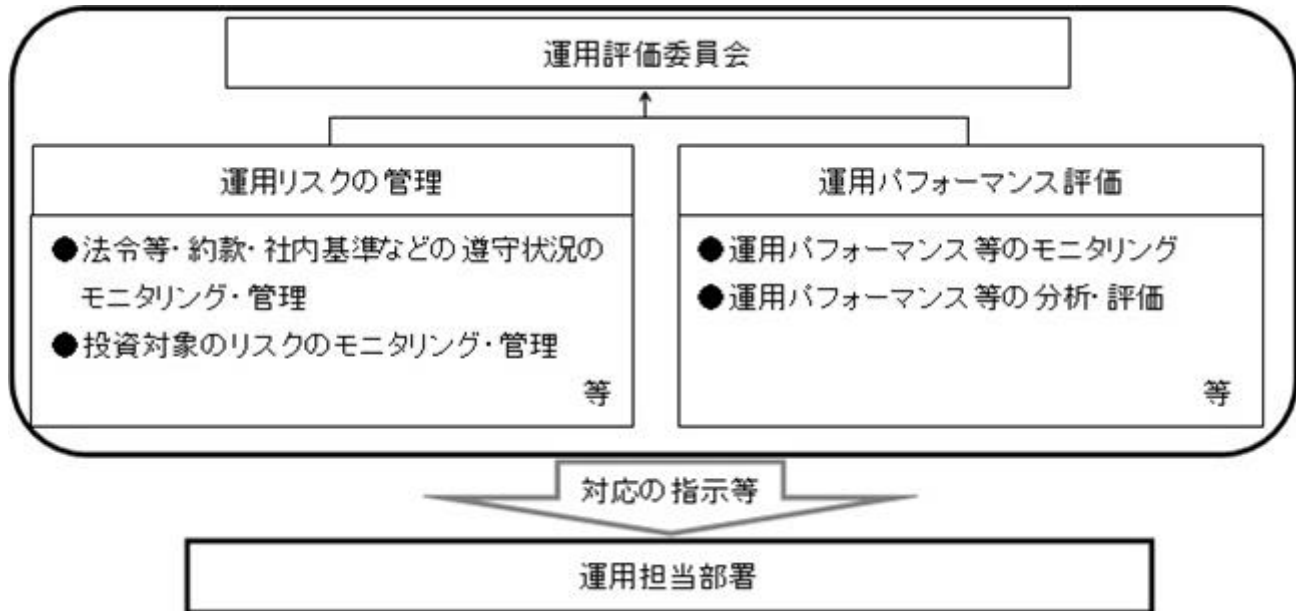 運用評価委員会
運用リスクの管理
●法令等・約款・社内基準などの遵守状況の
モニタリング・管理
●投資対象のリスクのモニタリング・管理
等
運用パフォーマンス評価
●運用パフォーマンス等のモニタリング
●運用パフォーマンス等の分析・評価
等
対応の指示等
運用担当部署